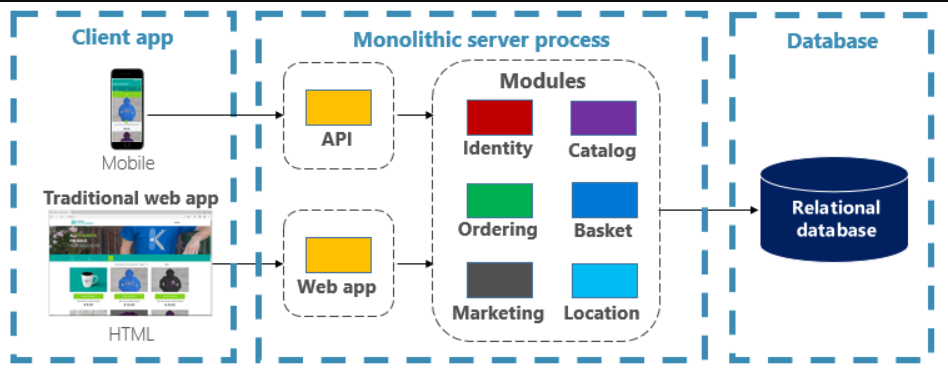 Client app
Monolithic server process
Database
Mobile
Traditional web app
HTML
API
Web app
Modules
Identity
Catalog
Ordering
Basket
Marketing
Location
Relational
database